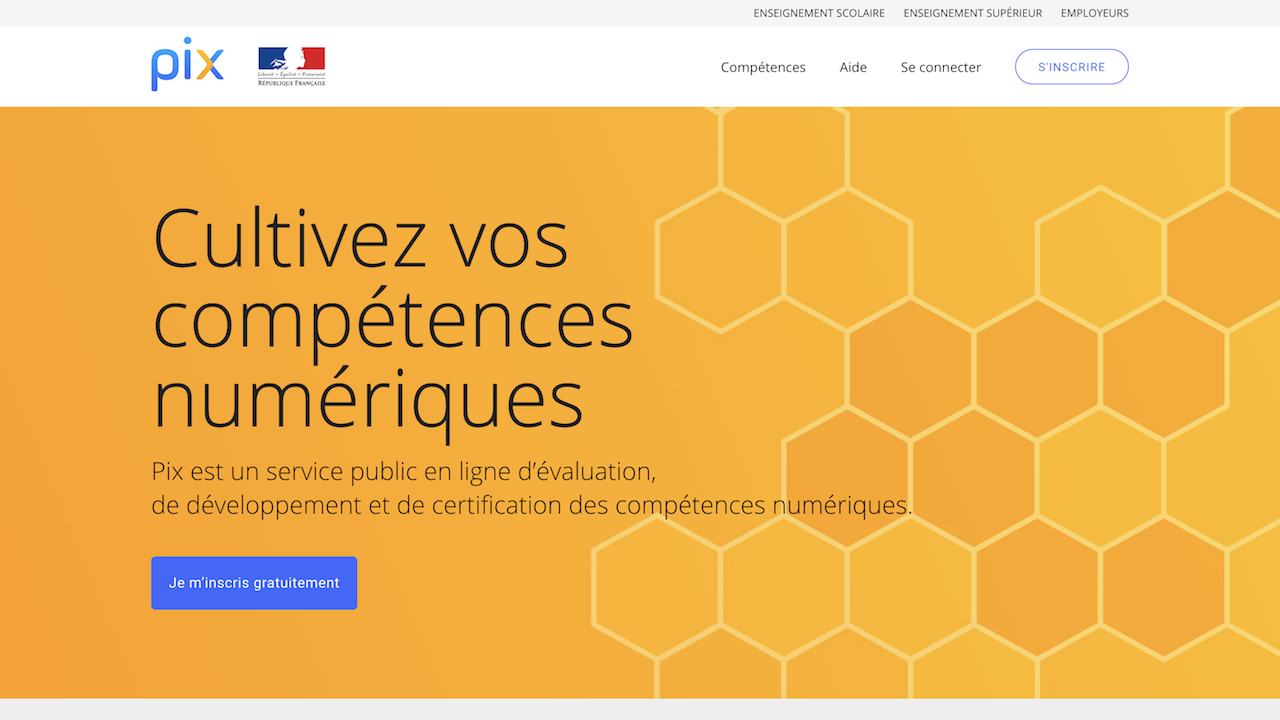 ENSEIGNEMENT SCOLAIRE ENSEIGNEMENT SUPÉRIEUR EMPLOYEURS
pix
Liberté • Égalité • Fraternité
RÉPUBLIQUE FRANÇAISE
Compétences Aide Se connecter S'INSCRIRE
Cultivez vos
compétences
numériques
Pix est un service public en ligne d’évaluation,
de développement et de certification des compétences numériques.
Je m’inscris gratuitement